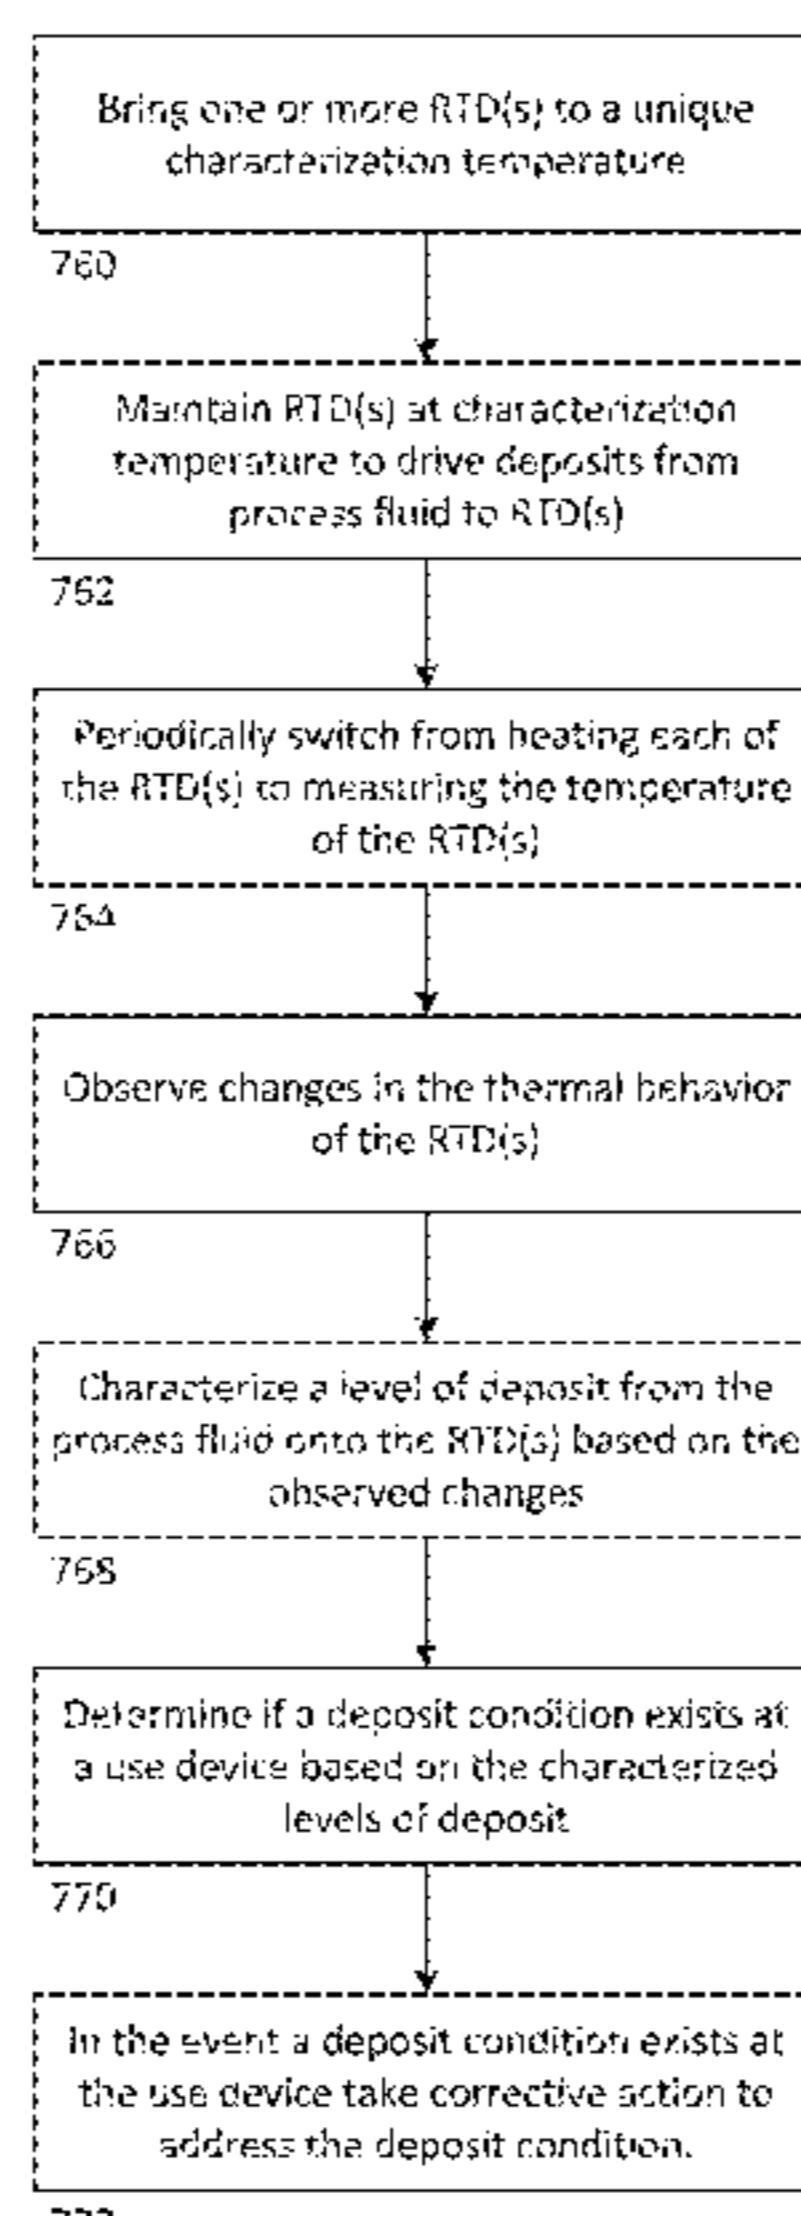 Bring one or more RTD(s) to a unique
characterization temperature
760
Maintain RTD(s) at characterization
temperature to drive deposits from
process fluid to RTD(s)
762
Periodically switch from heating each of
the RTD(s) to measuring the temperature
of the RTD(s)
764
Observe changes in the thermal behavior
of the RTD(s)
766
Characterize a level of deposit from the
process fluid onto the RTD(s) based on the
observed changes
768
Determine if a deposit condition exists at
a use device based on the characterized
levels of deposit
770
In the event a deposit condition exists at
the use device take corrective action to
address the deposit condition.